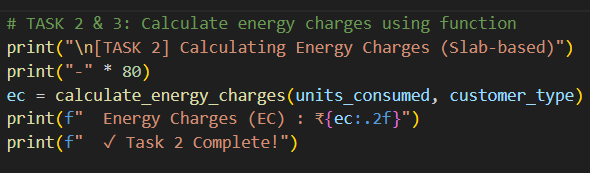 # TASK 2 & 3: Calculate energy charges using function
print("\n[TASK 2] Calculating Energy Charges (Slab-based)")
print("-" * 80)
ec = calculate_energy_charges(units_consumed, customer_type)
print(f"  Energy Charges (EC) : ₹{ec:.2f}")
print(f"  ✓ Task 2 Complete!")